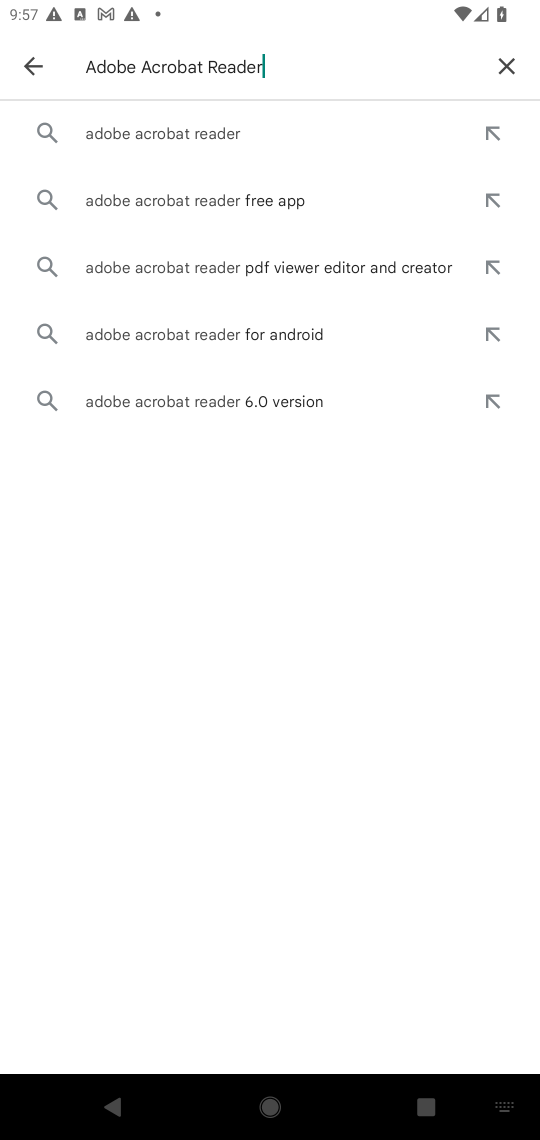 9:57
Adobe Acrobat Reader
adobe acrobat reader
adobe acrobat reader free app
adobe acrobat reader pdf viewer editor and creator
adobe acrobat reader for android
adobe acrobat reader 6.0 version